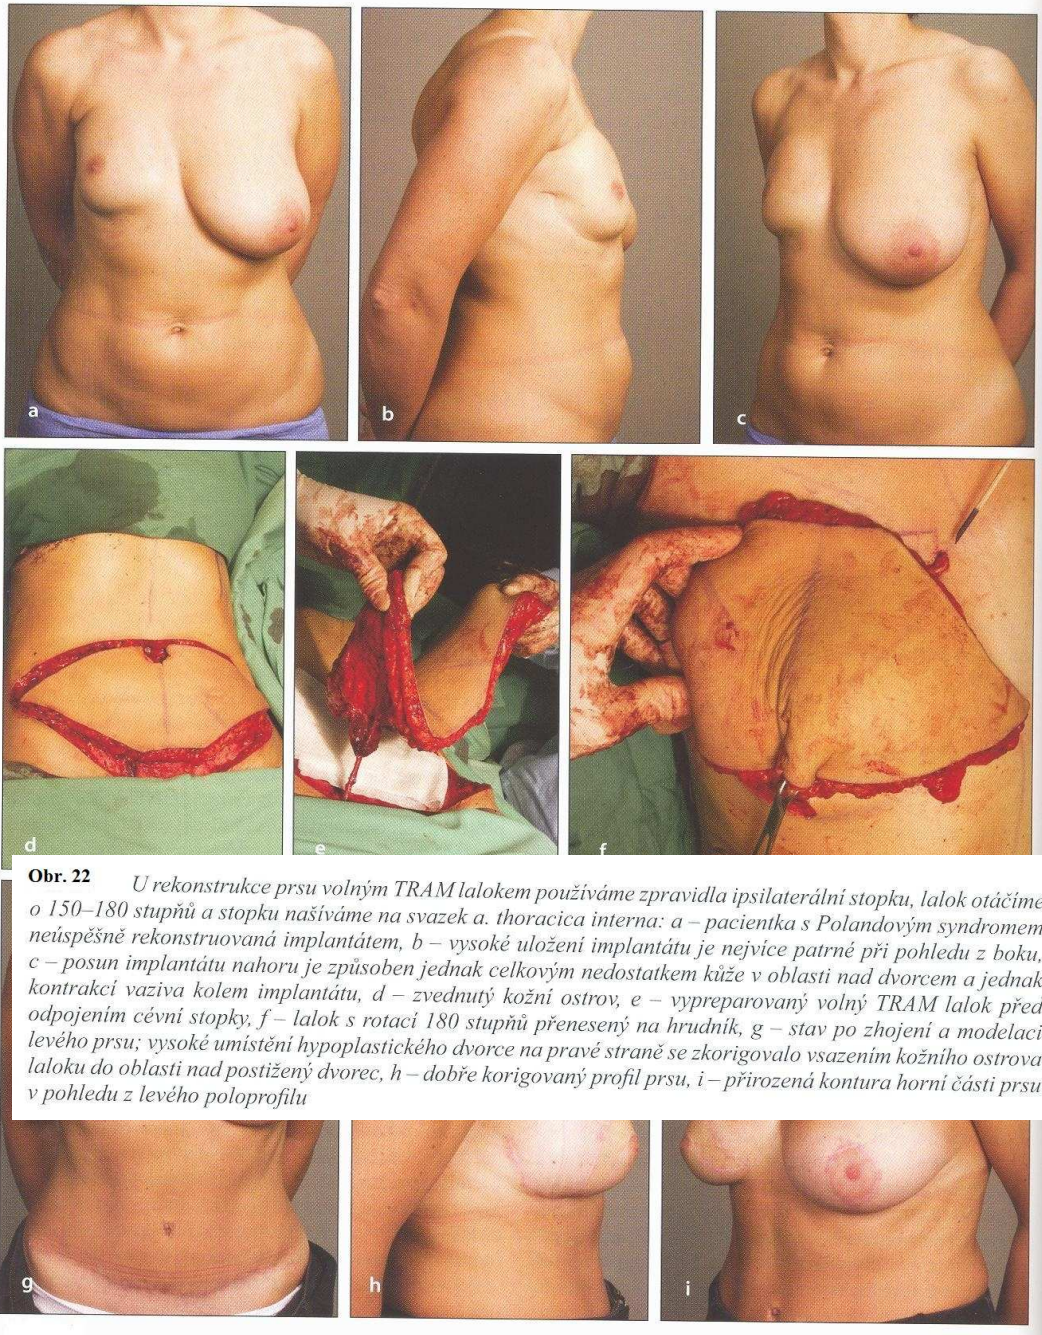 a
b
c
d
e
f
Obr. 22
U rekonstrukce prsu volným TRAM lalokem používáme zpravidla ipsilaterální stopku, lalok otáčíme
o 150–180 stupňů a stopku našíváme na svazek a. thoracica interna: a – pacientka s Polandovým syndromem
neúspěšně rekonstruovaná implantátem, b – vysoké uložení implantátu je nejvíce patrné při pohledu z boku,
c – posun implantátu nahoru je způsoben jednak celkovým nedostatkem kůže v oblasti nad dvorcem a jednak
kontrakcí vaziva kolem implantátu, d – zvednutý kožní ostrov, e – vypreparovaný volný TRAM lalok před
odpojením cévní stopky, f – lalok s rotací 180 stupňů přenesený na hrudník, g – stav po zhojení a modelaci
levého prsu; vysoké umístění hypoplastického dvorce na pravé straně se zkorigovalo vsazením kožního ostrova
laloku do oblasti nad postižený dvorec, h – dobře korigovaný profil prsu, i – přirozená kontura horní části prsu
v pohledu z levého poloprofilu
g
h
i